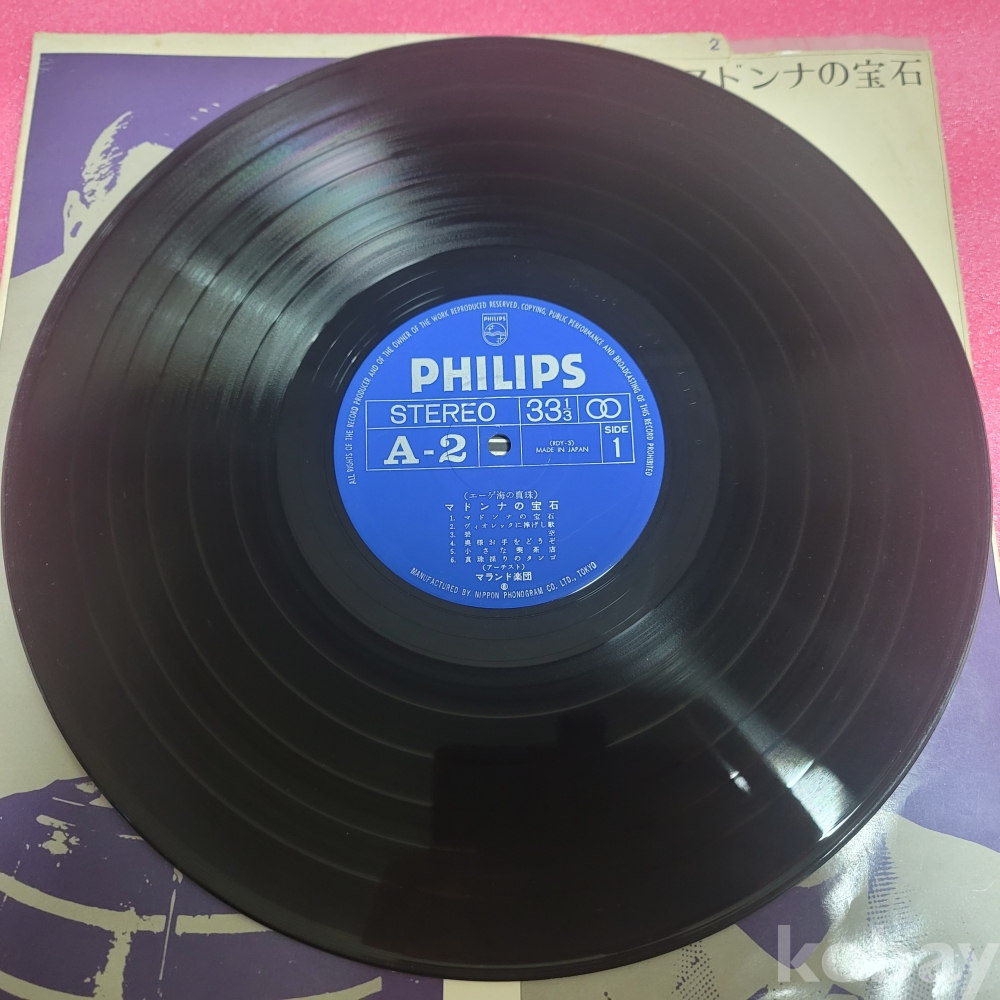 2
マドンナの宝石
ALL RIGHTS OF THE RECORD PRODUCER AND OF THE OWNER OF THE WORK REPRODUCED RESERVED. COPYING, PUBLIC PERFORMANCE AND BROADCASTING OF THIS RECORD PROHIBITED
PHILIPS
PHILIPS
STEREO 33 1/3
A-2 (RDY-3) SIDE 1
MADE IN JAPAN
(エーゲ海の真珠)
マドンナの宝石
1. マドンナの宝石
2. ヴィオレッタに捧げし歌
3. 碧空
4. 奥様お手をどうぞ
5. 小さな喫茶店
6. 真珠採りのタンゴ
(アーチスト)
マランド楽団
Ⓟ
MANUFACTURED BY NIPPON PHONOGRAM CO. LTD., TOKYO
kobay